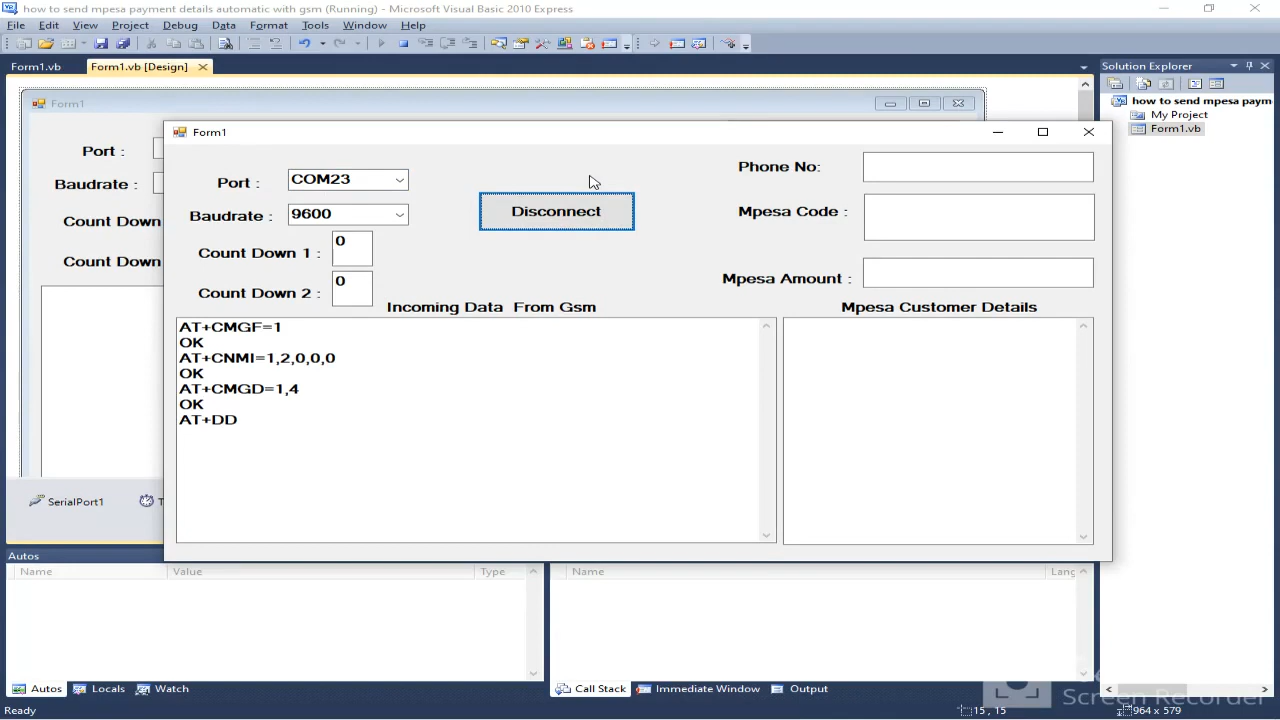 how to send mpesa payment details automatic with gsm (Running) - Microsoft Visual Basic 2010 Express
File Edit View Project Debug Data Format Tools Window Help
Form1.vb
Form1.vb [Design]
Solution Explorer
how to send mpesa paym
My Project
Form1.vb
Form1
Port :
Baudrate :
Count Down
Count Down
SerialPort1
T
Form1
Port :
COM23
Baudrate :
9600
Count Down 1 :
0
Count Down 2 :
0
Disconnect
Phone No:
Mpesa Code :
Mpesa Amount :
Incoming Data From Gsm
AT+CMGF=1
OK
AT+CNMI=1,2,0,0,0
OK
AT+CMGD=1,4
OK
AT+DD
Mpesa Customer Details
Autos
Name Value Type
Name Lang
Autos Locals Watch
Call Stack Immediate Window Output
Screen Recorder
Ready
15 , 15
964 x 579